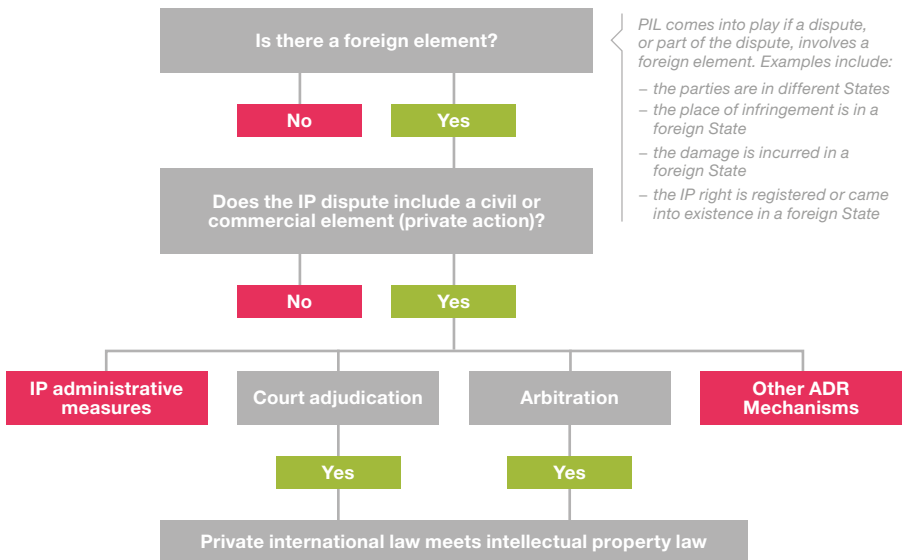 Is there a foreign element?
PIL comes into play if a dispute,
or part of the dispute, involves a
foreign element. Examples include:
– the parties are in different States
– the place of infringement is in a
foreign State
– the damage is incurred in a
foreign State
– the IP right is registered or came
into existence in a foreign State
No
Yes
Does the IP dispute include a civil or
commercial element (private action)?
No
Yes
IP administrative
measures
Court adjudication
Arbitration
Other ADR
Mechanisms
Yes
Yes
Private international law meets intellectual property law